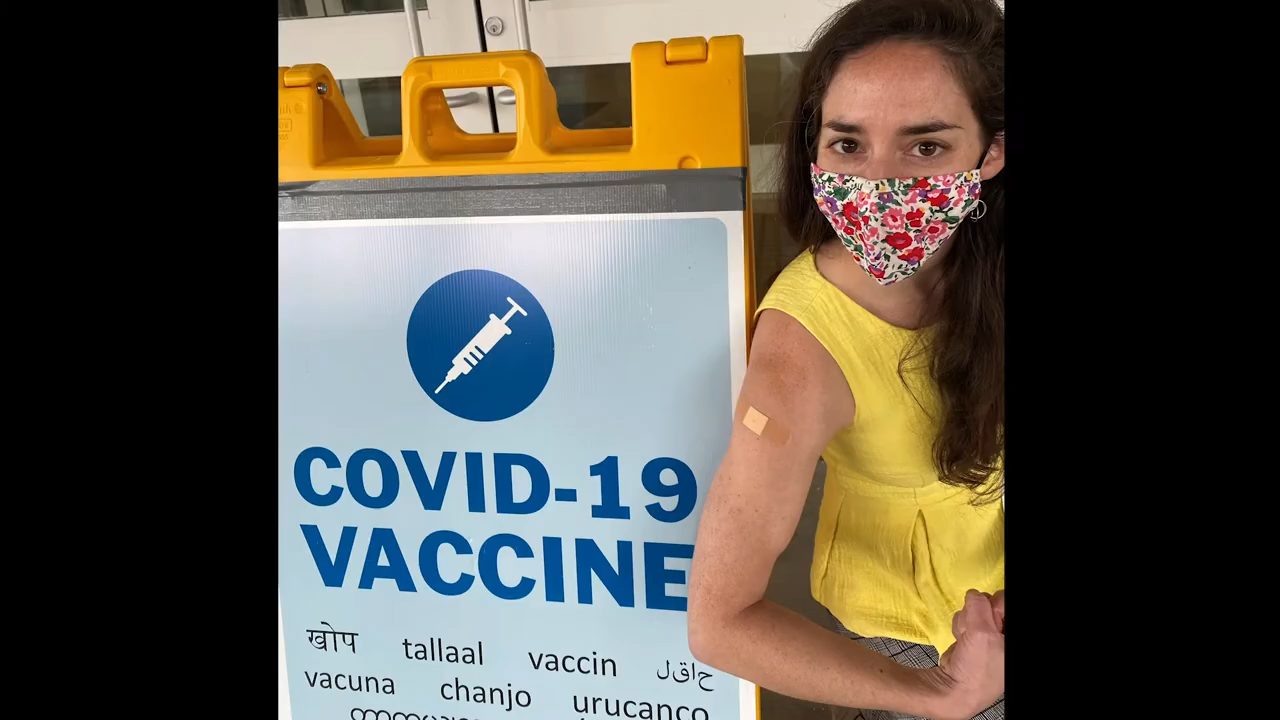 COVID-19
VACCINE
खोप tallaal vaccin لقاح
vacuna chanjo urucanco